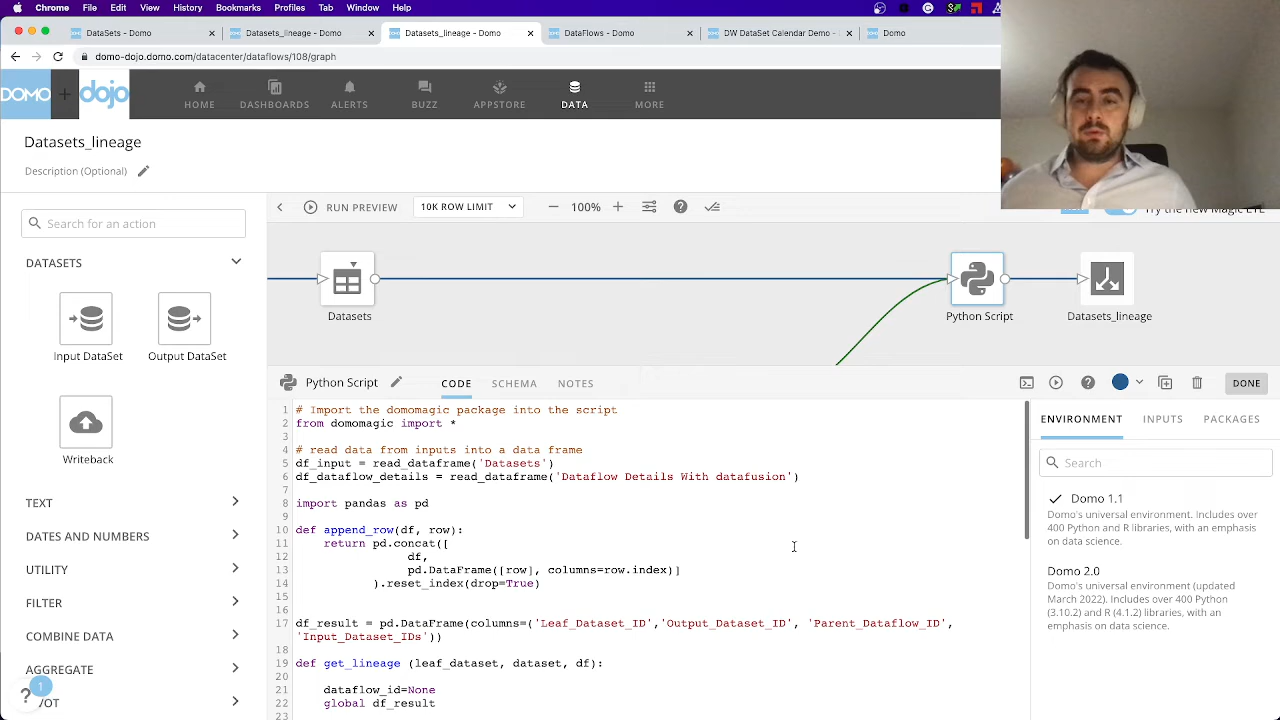 Chrome File Edit View History Bookmarks Profiles Tab Window Help
DataSets - Domo
Datasets_lineage - Domo
Datasets_lineage - Domo
DataFlows - Domo
DW DataSet Calendar Demo -
Domo
domo-dojo.domo.com/datacenter/dataflows/108/graph
DOMO
dojo
HOME
DASHBOARDS
ALERTS
BUZZ
APPSTORE
DATA
MORE
Datasets_lineage
Description (Optional)
Search for an action
RUN PREVIEW
10K ROW LIMIT
100%
Try the new Magic ETL
DATASETS
Input DataSet
Output DataSet
Writeback
TEXT
DATES AND NUMBERS
UTILITY
FILTER
COMBINE DATA
AGGREGATE
1
?
Datasets
Python Script
Datasets_lineage
Python Script
CODE
SCHEMA
NOTES
DONE
1 # Import the domomagic package into the script
2 from domomagic import *
3
4 # read data from inputs into a data frame
5 df_input = read_dataframe('Datasets')
6 df_dataflow_details = read_dataframe('Dataflow Details With datafusion')
7
8 import pandas as pd
9
10 def append_row(df, row):
11 return pd.concat([
12 df,
13 pd.DataFrame([row], columns=row.index)]
14 ).reset_index(drop=True)
15
16
17 df_result = pd.DataFrame(columns=('Leaf_Dataset_ID','Output_Dataset_ID', 'Parent_Dataflow_ID',
'Input_Dataset_IDs'))
18
19 def get_lineage (leaf_dataset, dataset, df):
20
21 dataflow_id=None
22 global df_result
23
ENVIRONMENT
INPUTS
PACKAGES
Search
Domo 1.1
Domo's universal environment. Includes over
400 Python and R libraries, with an emphasis
on data science.
Domo 2.0
Domo's universal environment (updated
March 2022). Includes over 400 Python
(3.10.2) and R (4.1.2) libraries, with an
emphasis on data science.